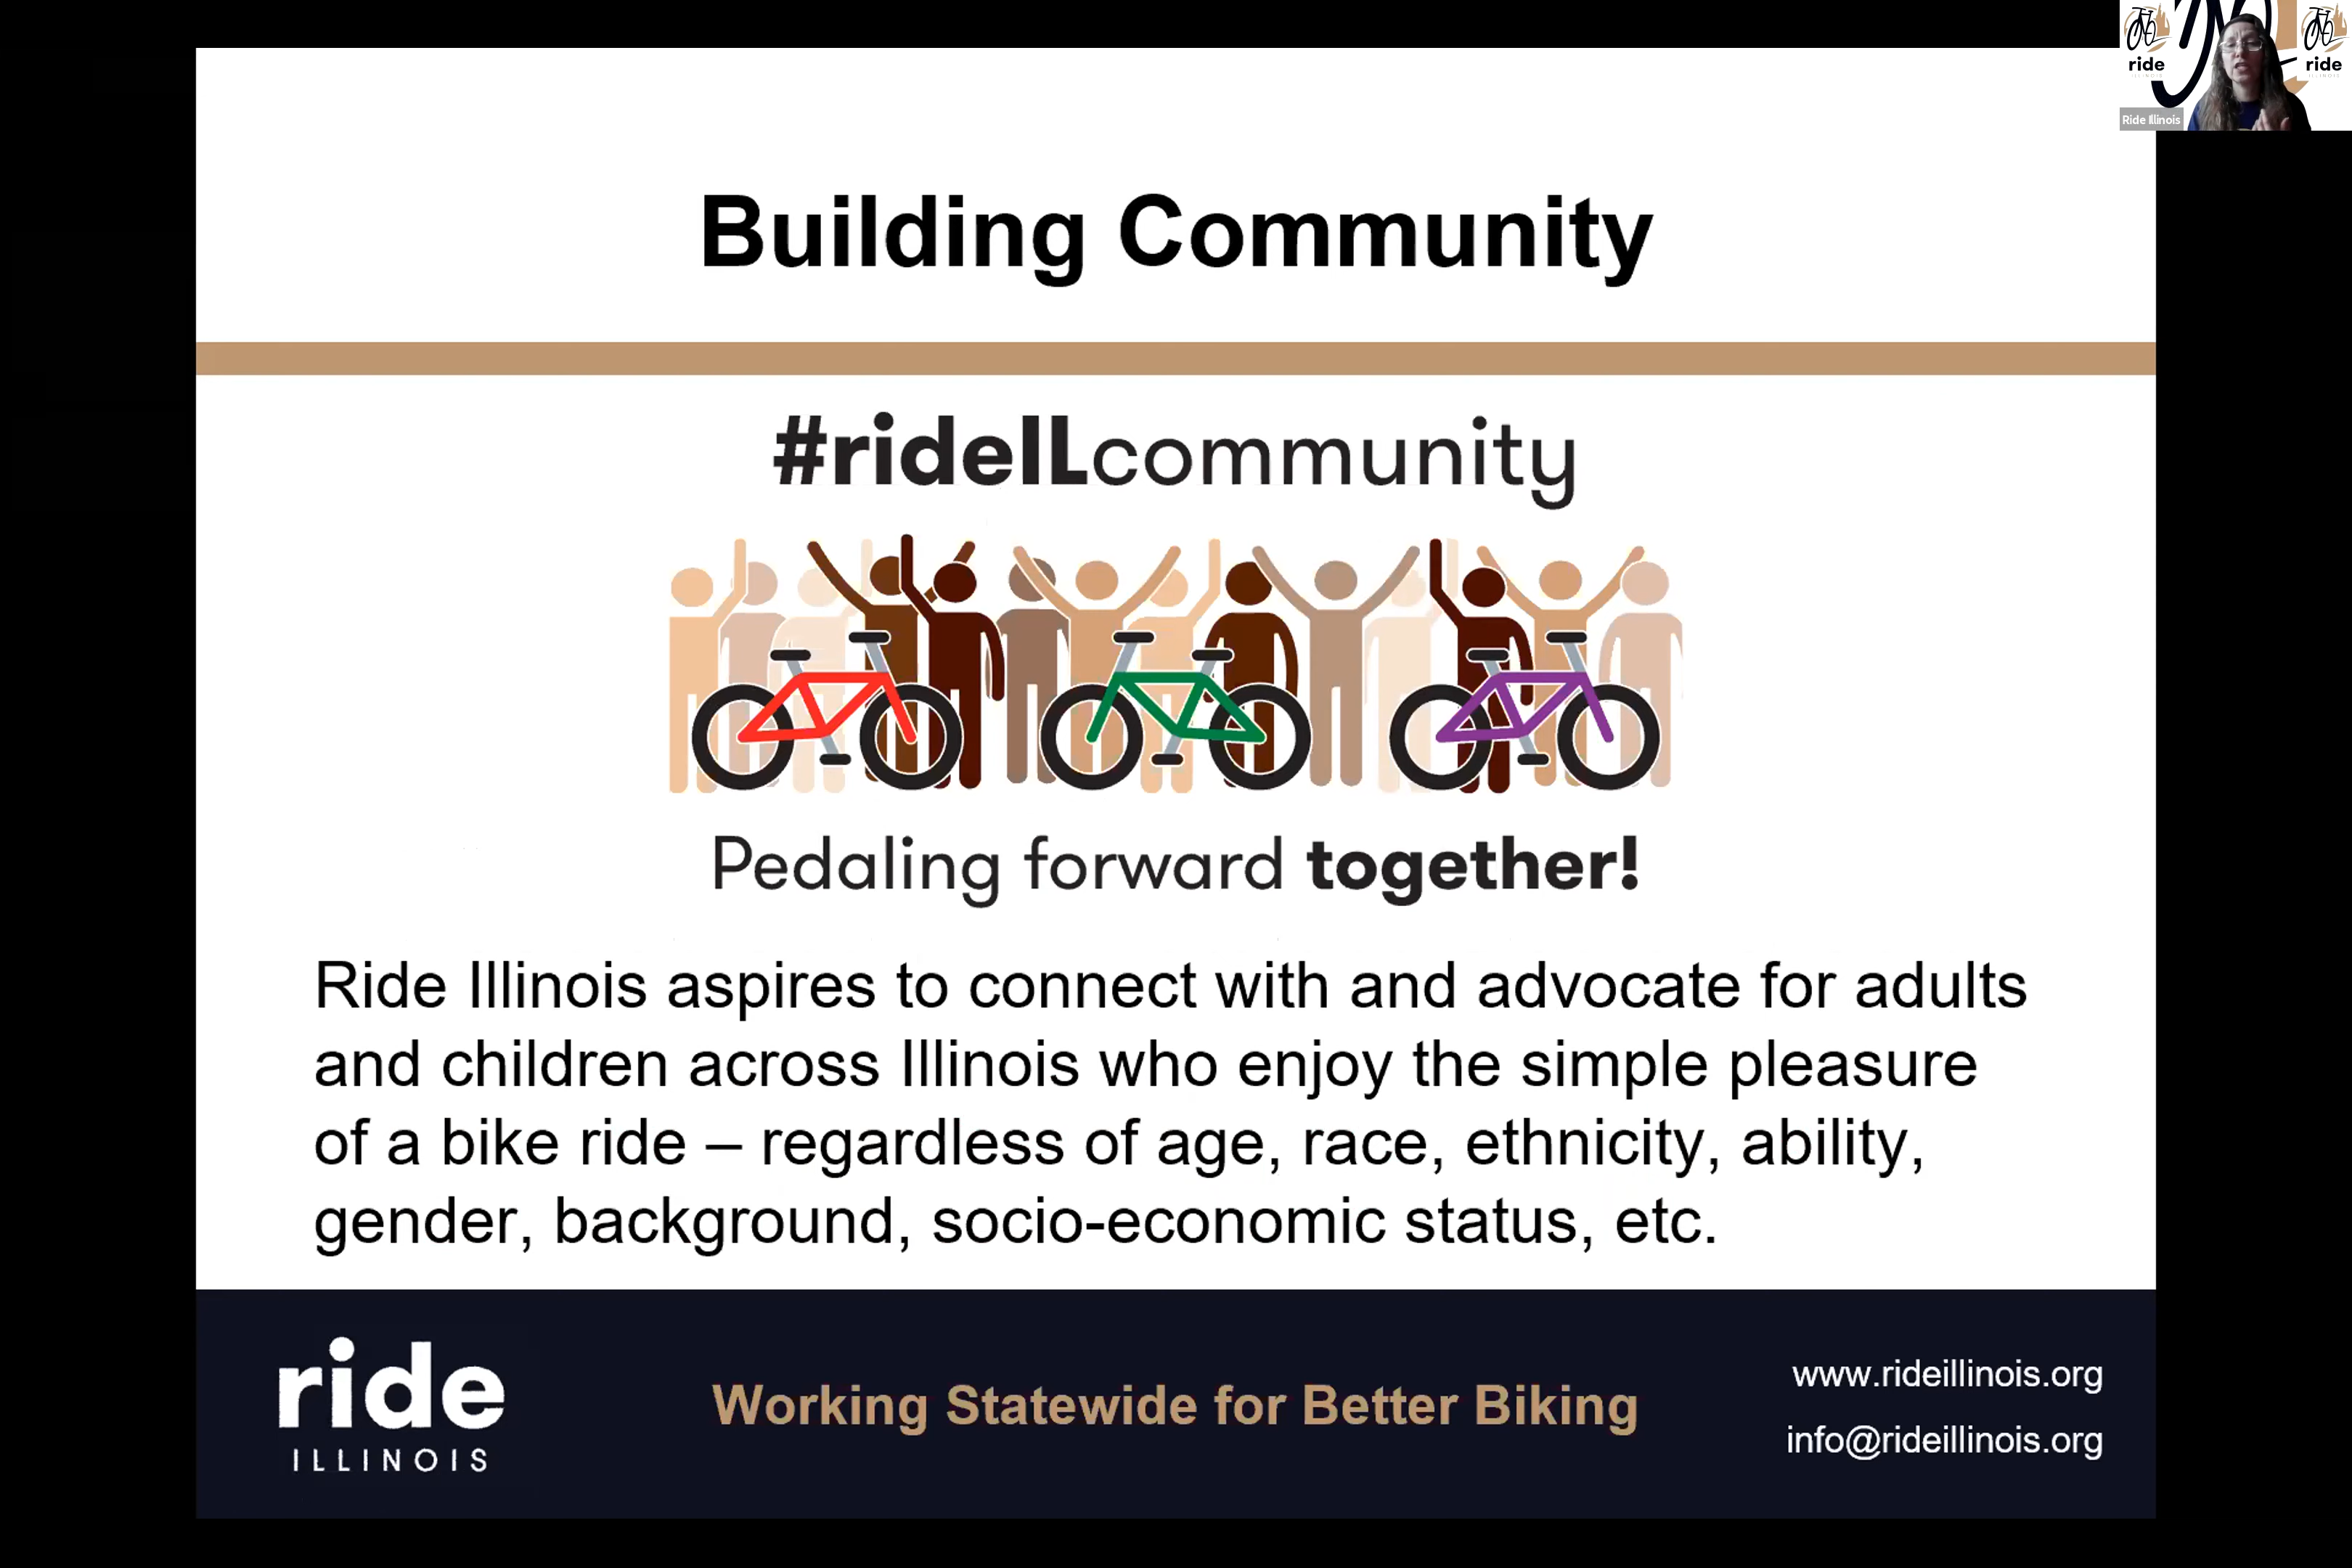 ride
ILLINOIS
ride
ILLINOIS
Ride Illinois
Building Community
#rideILcommunity
Pedaling forward together!
Ride Illinois aspires to connect with and advocate for adults
and children across Illinois who enjoy the simple pleasure
of a bike ride – regardless of age, race, ethnicity, ability,
gender, background, socio-economic status, etc.
ride
ILLINOIS
Working Statewide for Better Biking
www.rideillinois.org
info@rideillinois.org